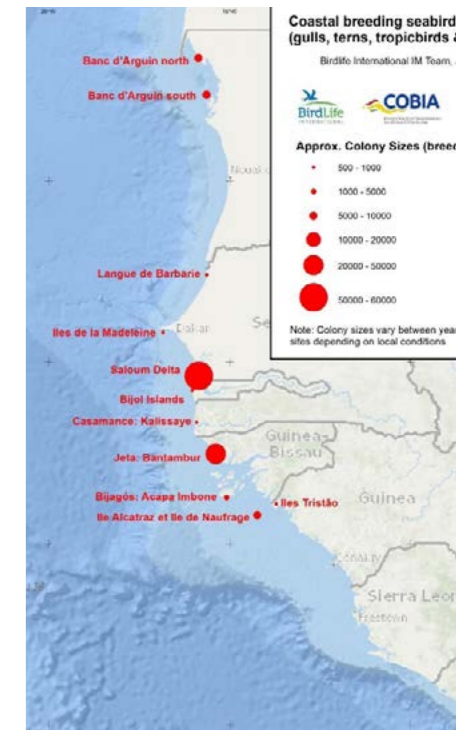 Coastal breeding seabird
(gulls, terns, tropicbirds &
Birdlife International IM Team,
BirdLife
INTERNATIONAL
COBIA
Approx. Colony Sizes (breed
500 - 1000
1000 - 5000
5000 - 10000
10000 - 20000
20000 - 50000
50000 - 60000
Note: Colony sizes vary between year
sites depending on local conditions
Banc d'Arguin north
Banc d'Arguin south
Langue de Barbarie
Iles de la Madeleine
Dakar
Saloum Delta
Bijol Islands
Casamance: Kalissaye
Guinea-
Bissau
Jeta: Bantambur
Bijagós: Acapa Imbone
Iles Tristão
Guinea
Ile Alcatraz et Ile de Naufrage
Conakry
Sierra Leon
Freetown